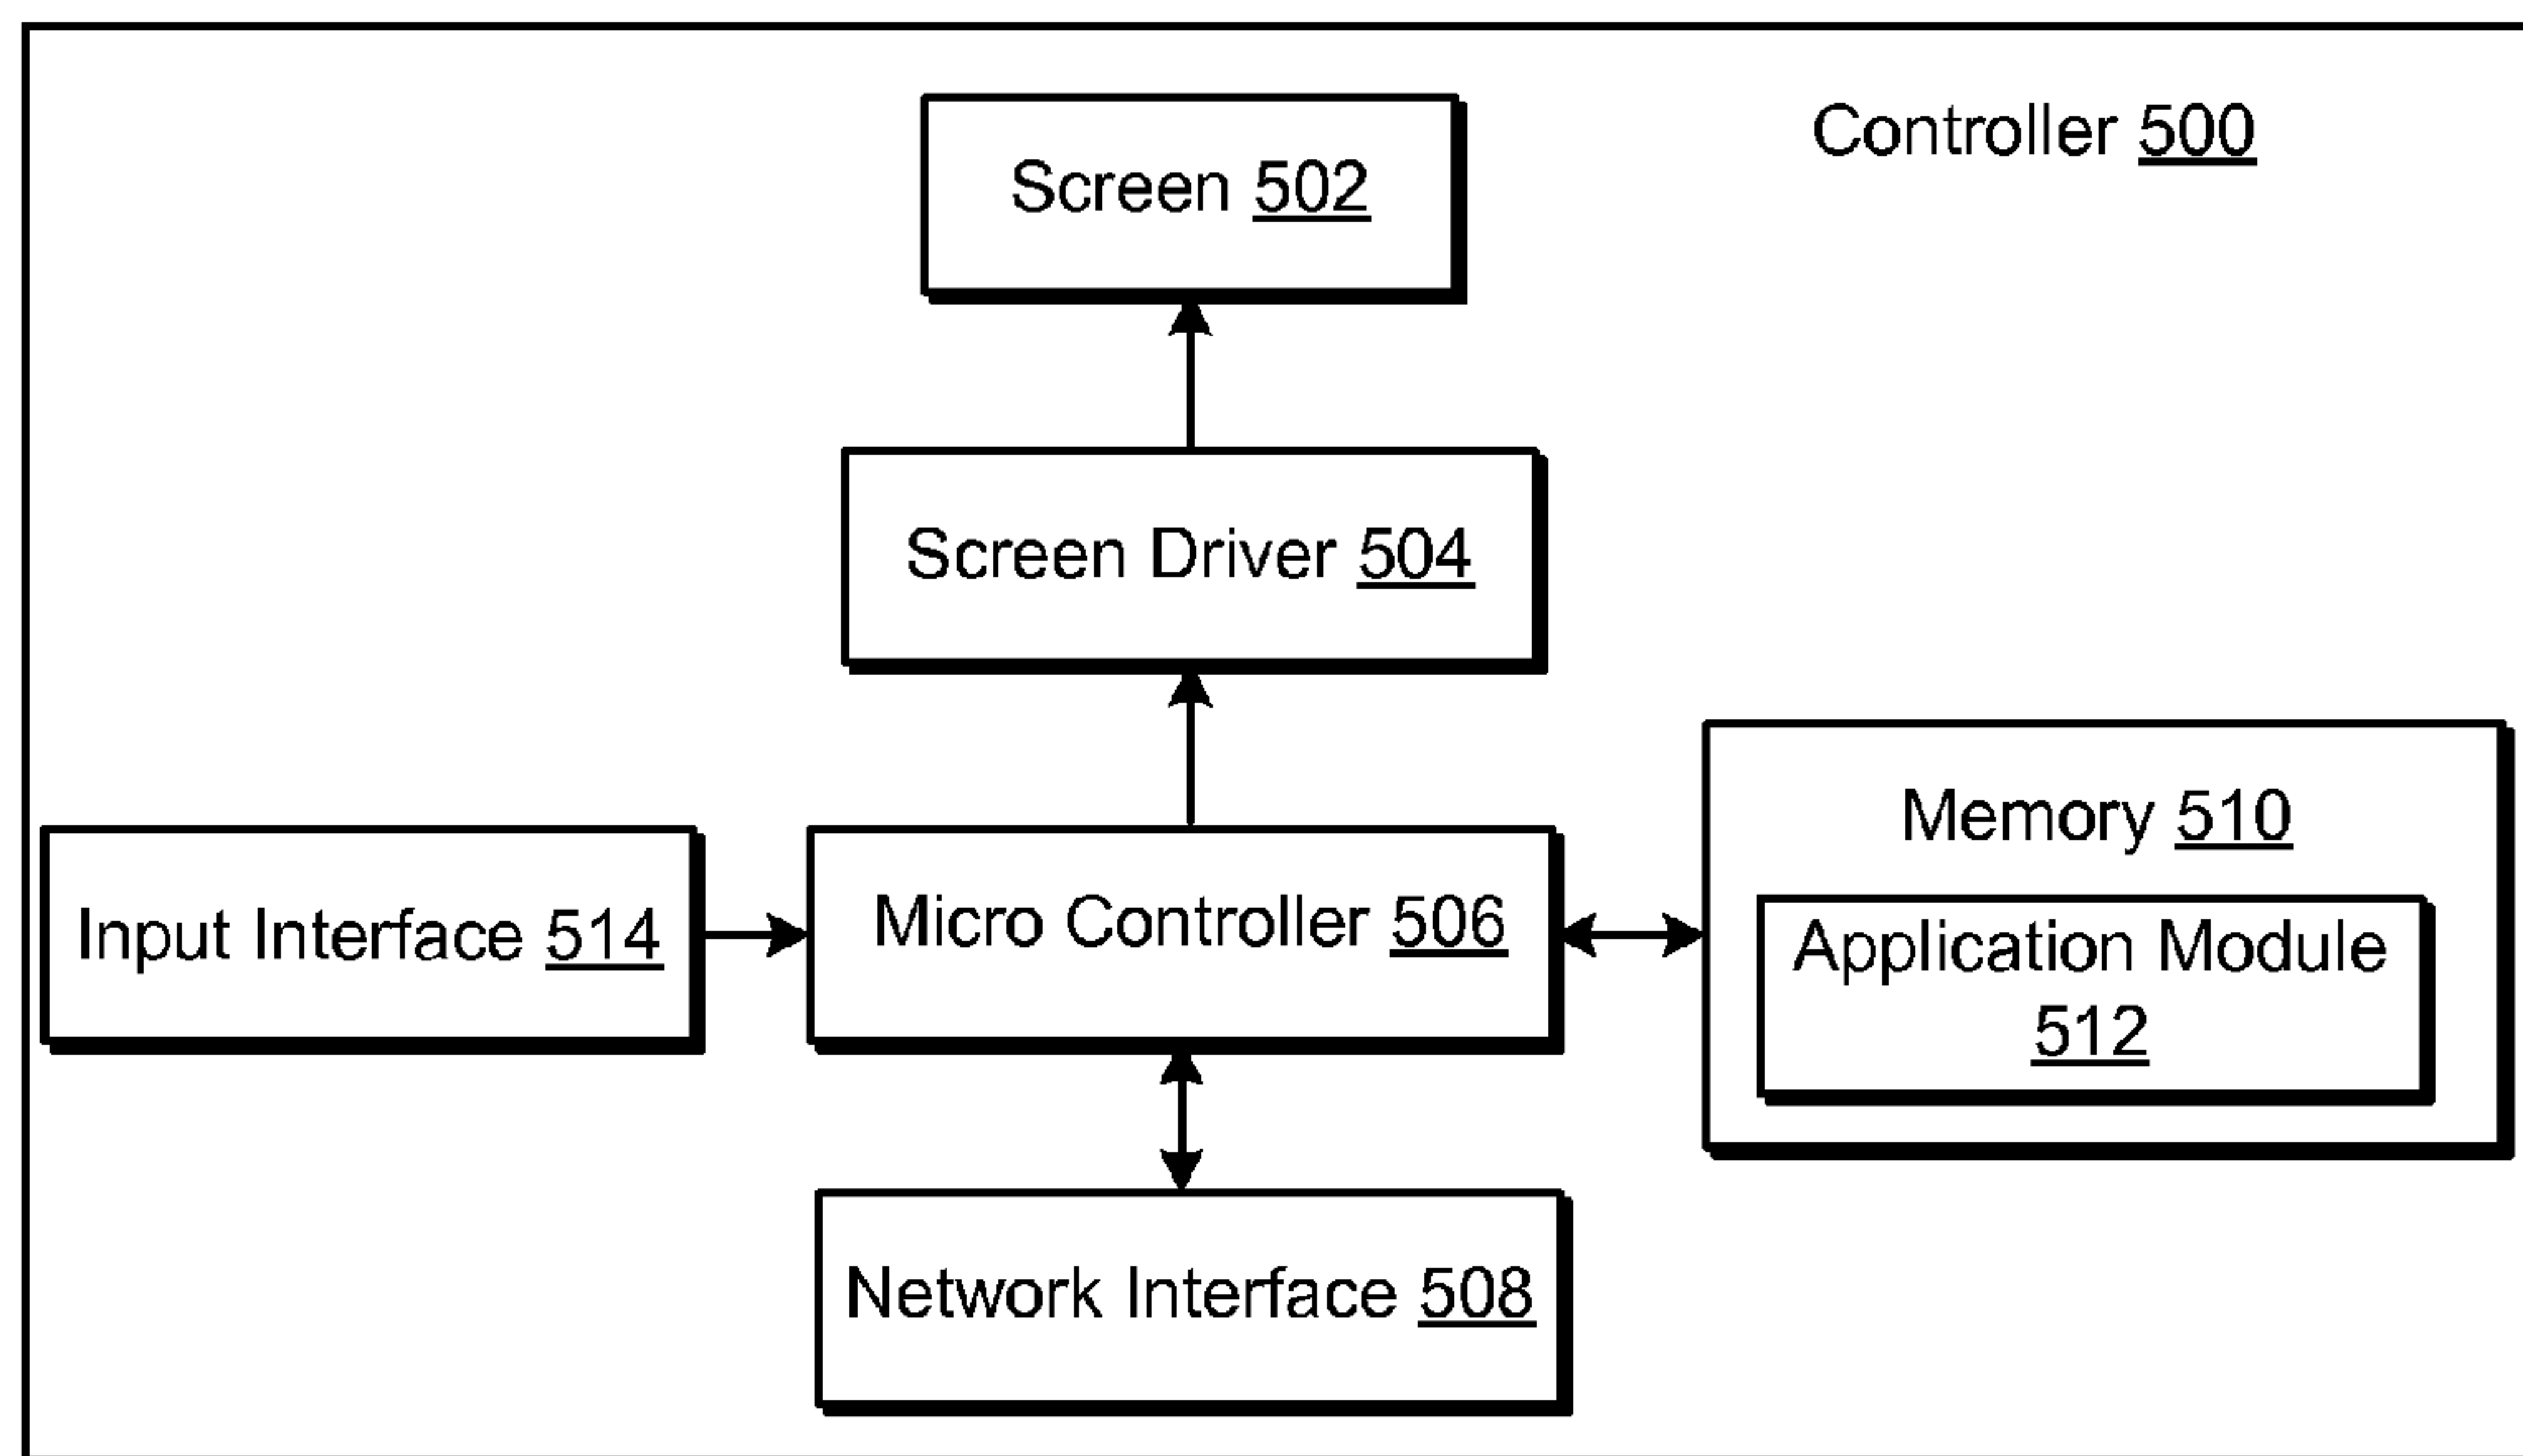 Controller 500
Screen 502
Screen Driver 504
Memory 510
Input Interface 514
Micro Controller 506
Application Module
512
Network Interface 508